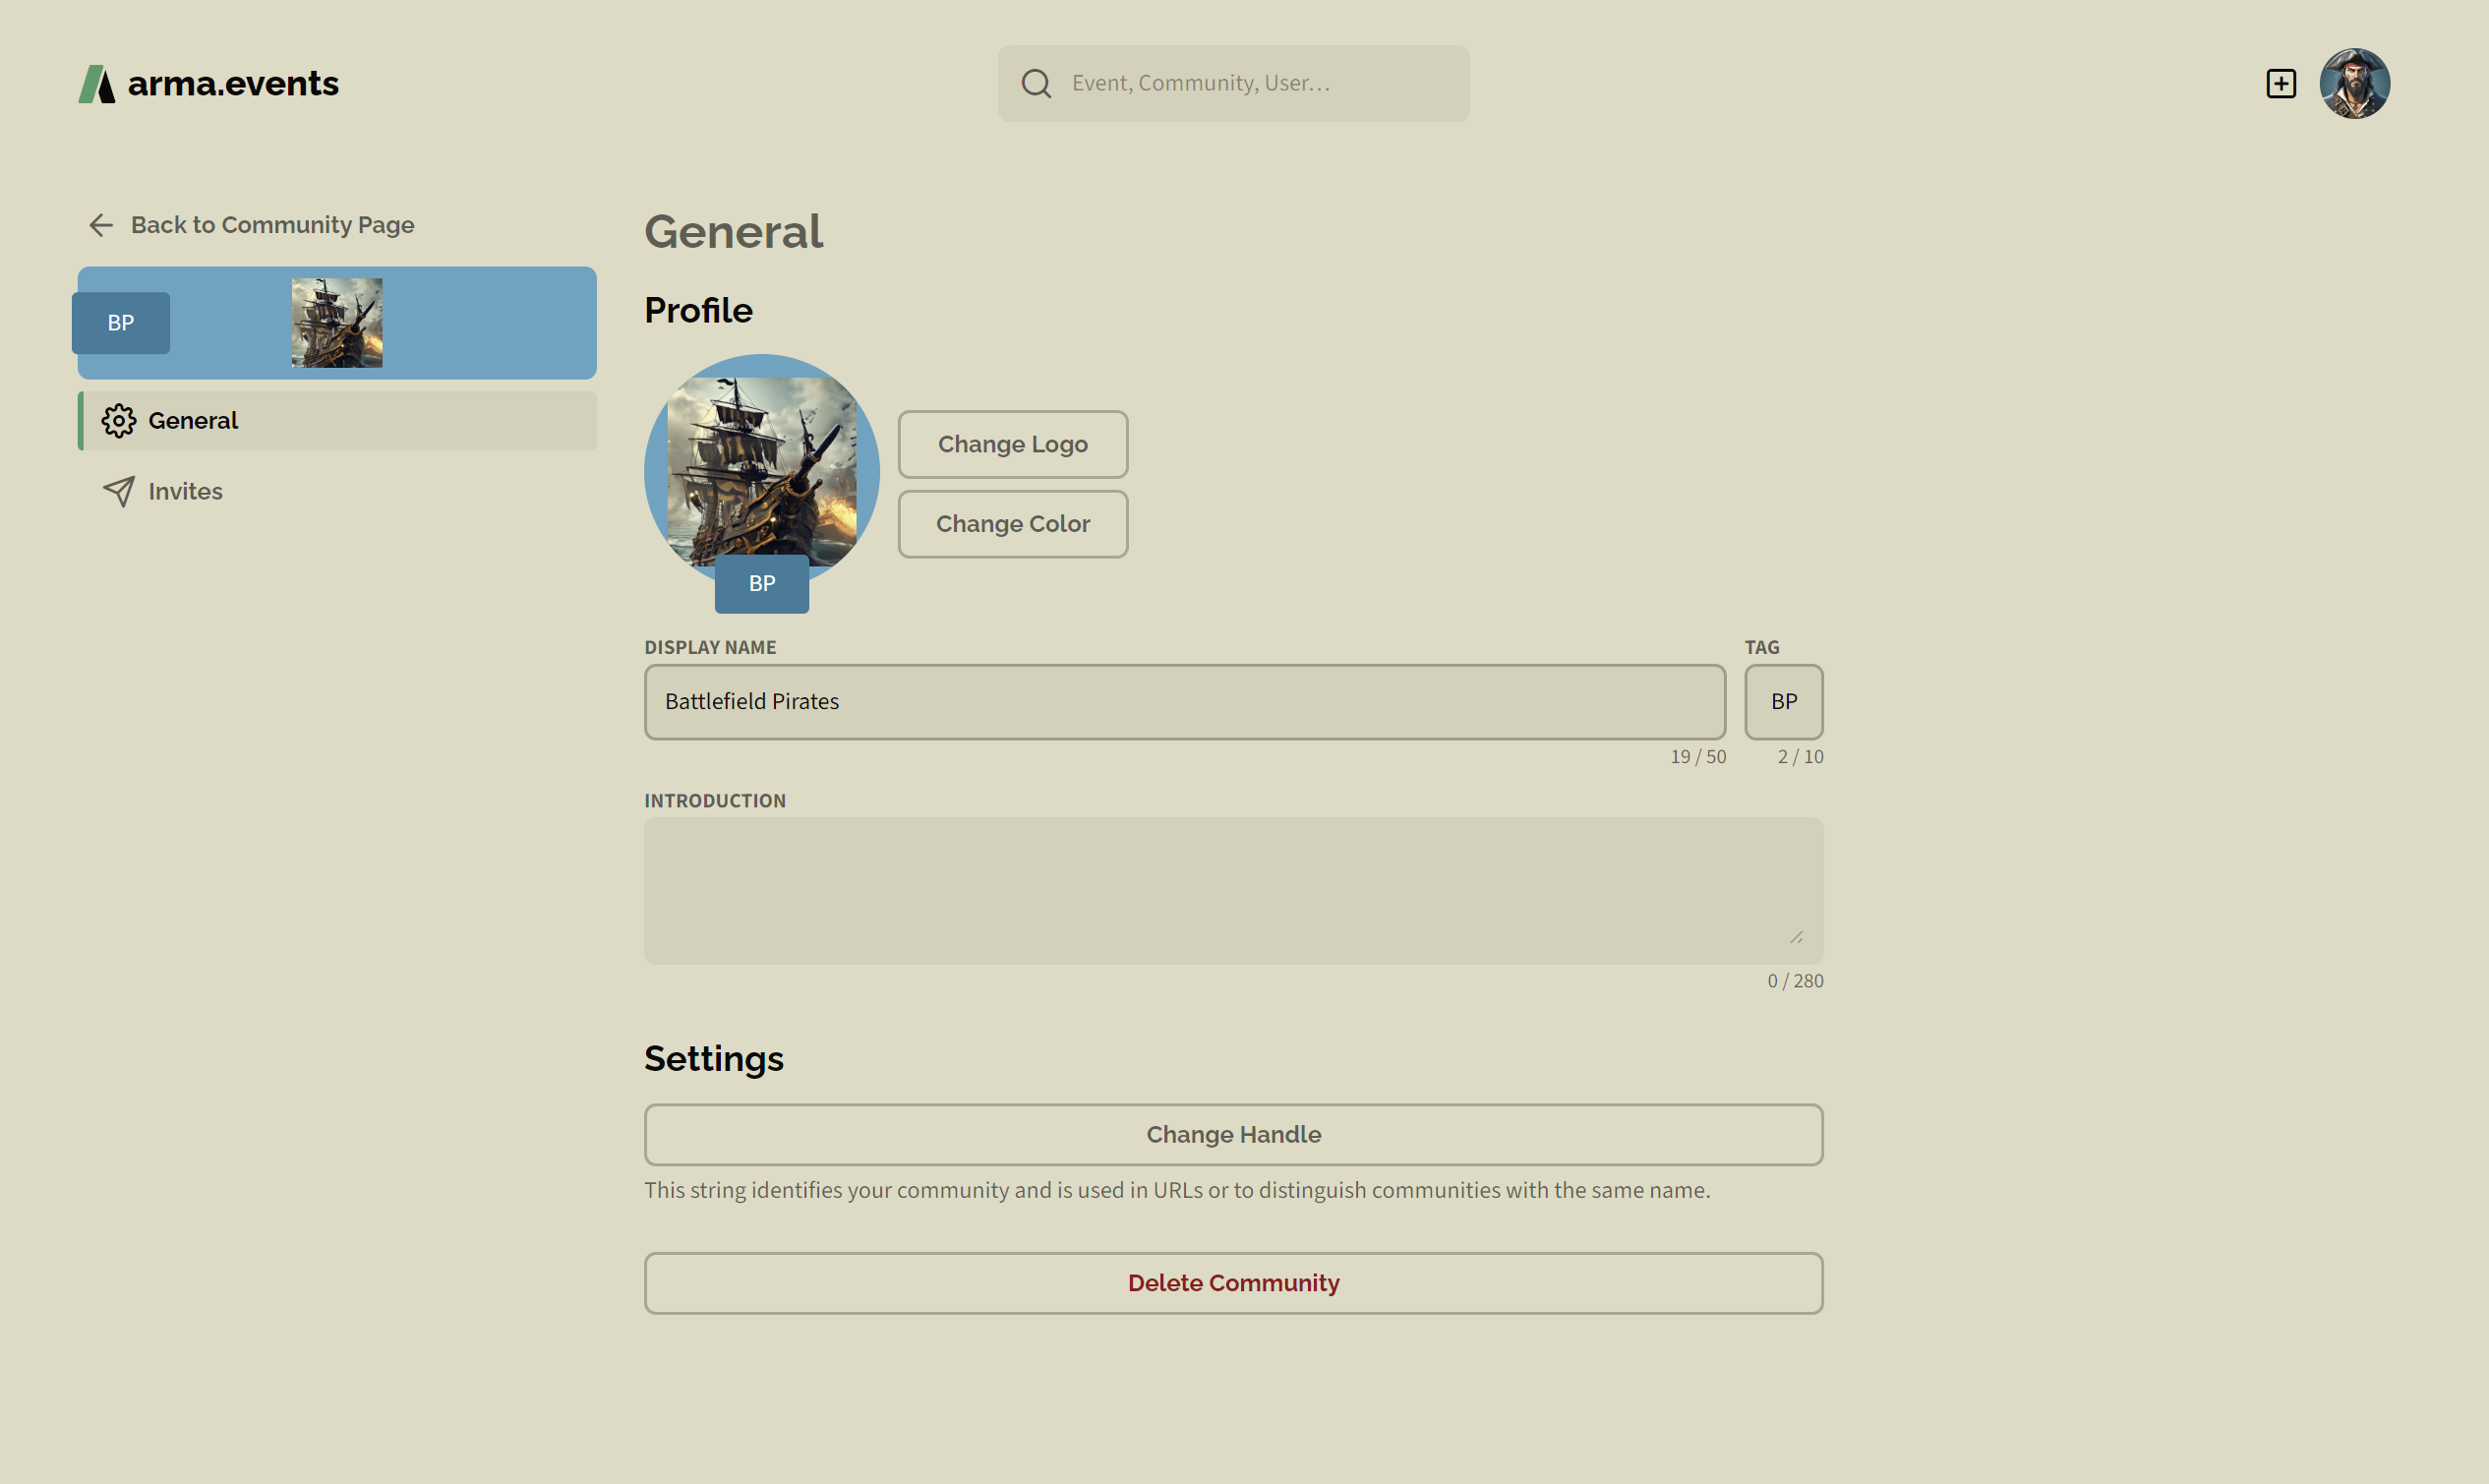 arma.events
Event, Community, User...
Back to Community Page
BP
General
Invites
General
Profile
Change Logo
Change Color
BP
DISPLAY NAME
TAG
Battlefield Pirates
BP
19 / 50
2 / 10
INTRODUCTION
0 / 280
Settings
Change Handle
This string identifies your community and is used in URLs or to distinguish communities with the same name.
Delete Community